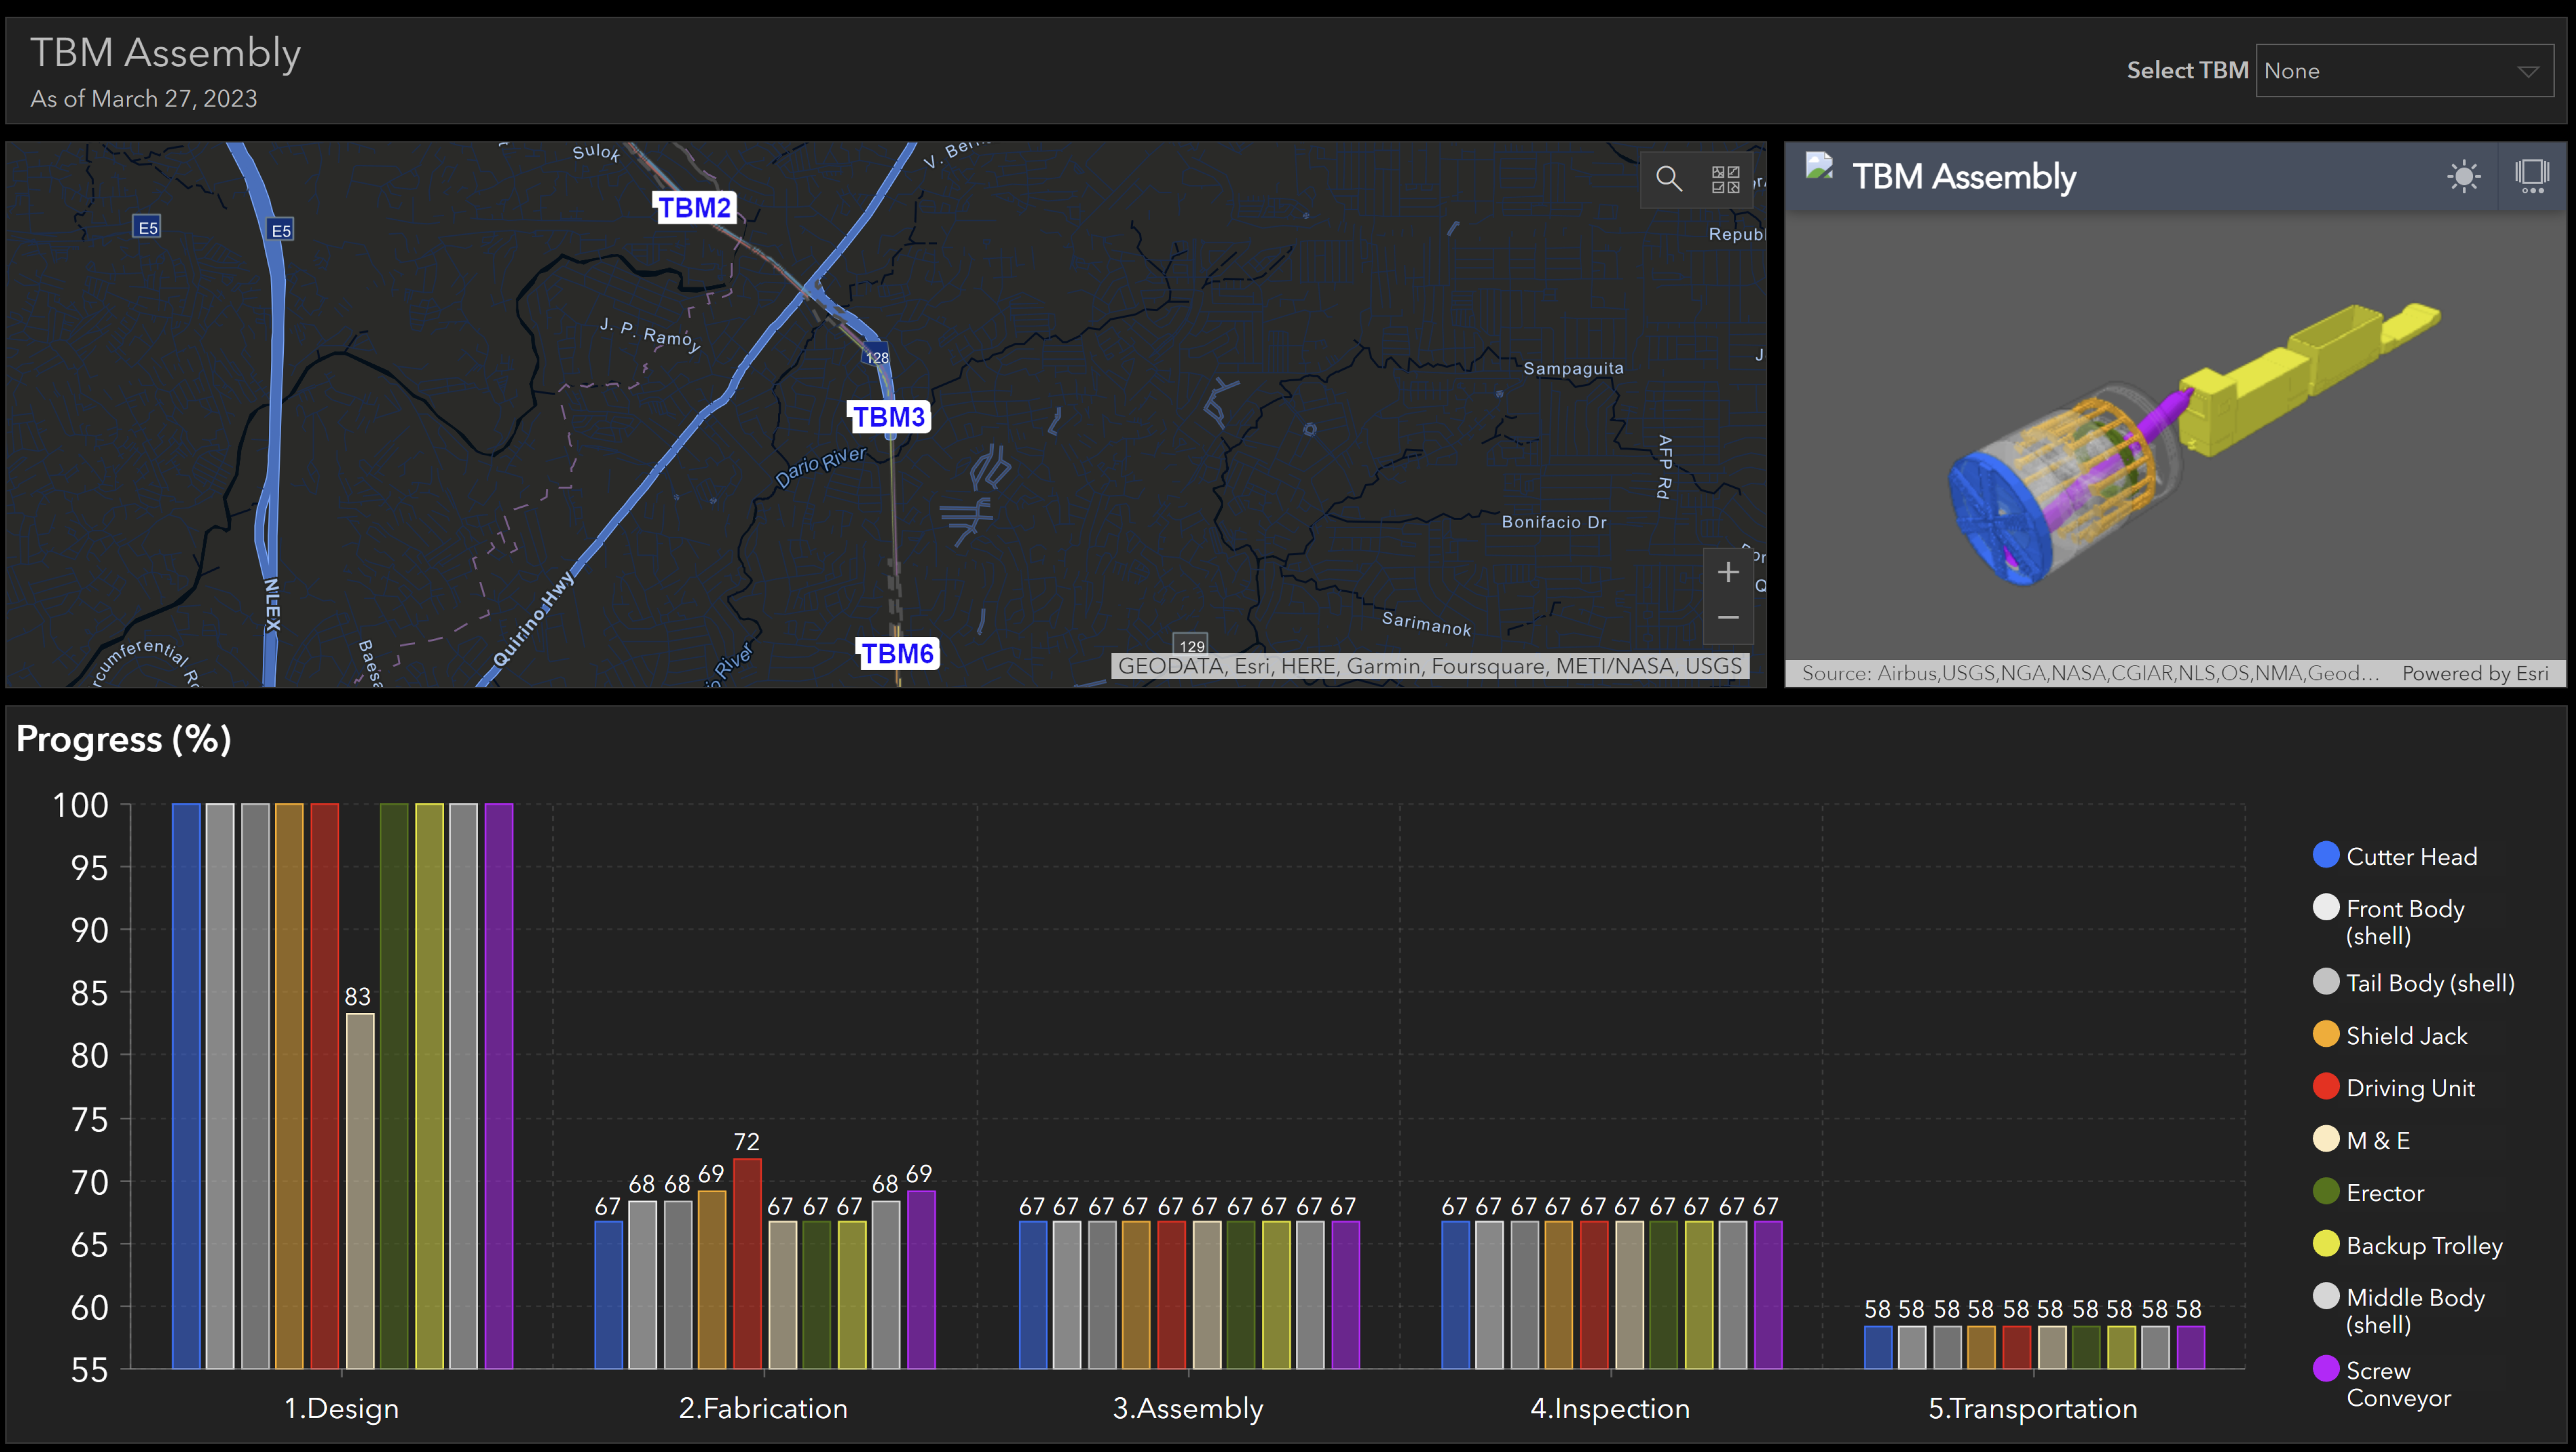 TBM Assembly
As of March 27, 2023
Select TBM None
Sulok
V. Ber
TBM2
E5
E5
Republ
J. P. Ramoy
128
J
Sampaguita
TBM3
Dario River
AFP Rd
Bonifacio Dr
NLEX
Quirino Hwy
Q
Sarimanok
rcumferential Ro
Baesa
TBM6
o River
129
+
−
GEODATA, Esri, HERE, Garmin, Foursquare, METI/NASA, USGS
TBM Assembly
Source: Airbus,USGS,NGA,NASA,CGIAR,NLS,OS,NMA,Geod... Powered by Esri
Progress (%)
100
95
90
85
80
75
70
65
60
55
83
67 68 68 69 72 67 67 67 68 69
67 67 67 67 67 67 67 67 67 67
67 67 67 67 67 67 67 67 67 67
58 58 58 58 58 58 58 58 58 58
1.Design
2.Fabrication
3.Assembly
4.Inspection
5.Transportation
Cutter Head
Front Body
(shell)
Tail Body (shell)
Shield Jack
Driving Unit
M & E
Erector
Backup Trolley
Middle Body
(shell)
Screw
Conveyor